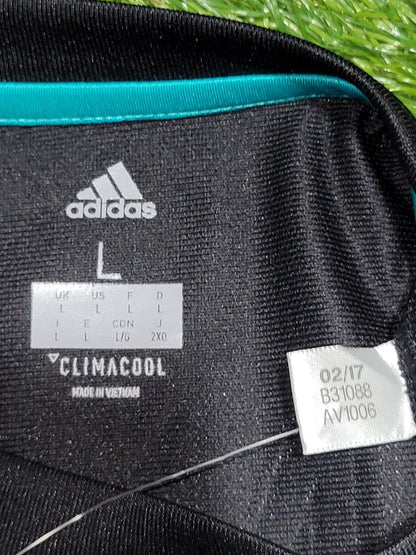 adidas
L
UK US F D
L L L L
I E CDN J
L L L/G 2XO
CLIMACOOL
MADE IN VIETNAM
02/17
B31088
AV1006